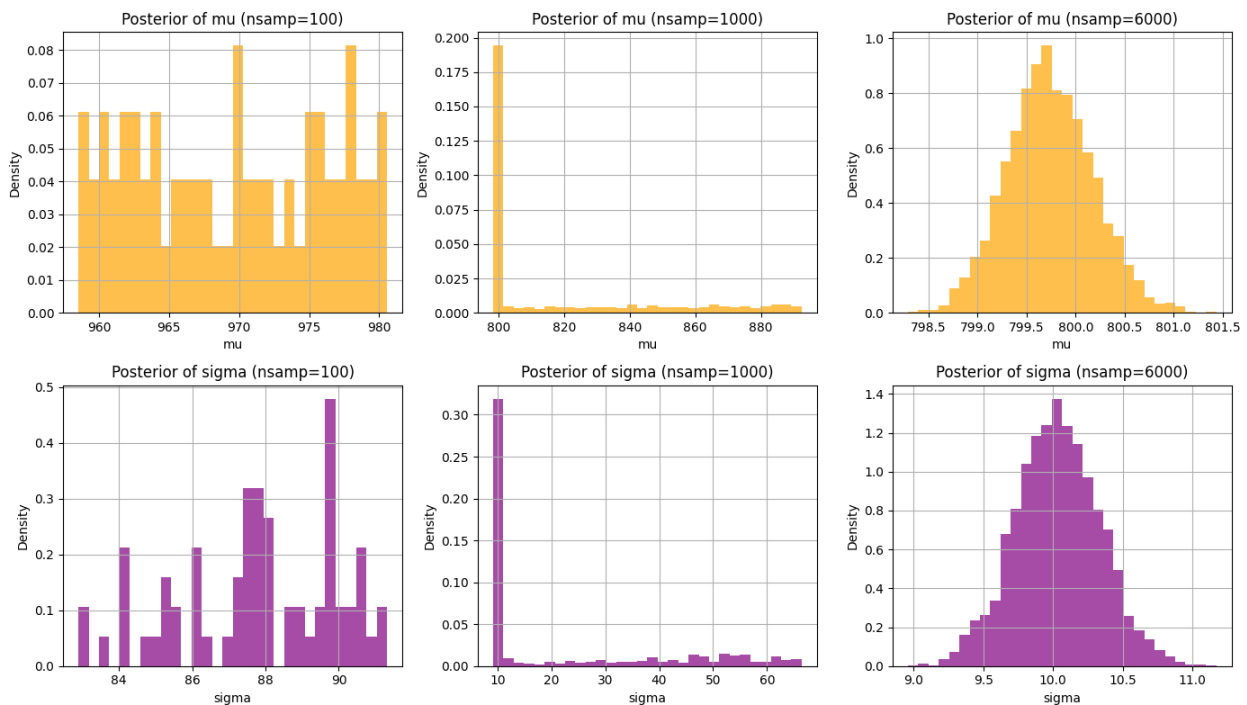 Posterior of mu (nsamp=100)
Density
0.08
0.07
0.06
0.05
0.04
0.03
0.02
0.01
0.00
960 965 970 975 980
mu
Posterior of mu (nsamp=1000)
Density
0.200
0.175
0.150
0.125
0.100
0.075
0.050
0.025
0.000
800 820 840 860 880
mu
Posterior of mu (nsamp=6000)
Density
1.0
0.8
0.6
0.4
0.2
0.0
798.5 799.0 799.5 800.0 800.5 801.0 801.5
mu
Posterior of sigma (nsamp=100)
Density
0.5
0.4
0.3
0.2
0.1
0.0
84 86 88 90
sigma
Posterior of sigma (nsamp=1000)
Density
0.30
0.25
0.20
0.15
0.10
0.05
0.00
10 20 30 40 50 60
sigma
Posterior of sigma (nsamp=6000)
Density
1.4
1.2
1.0
0.8
0.6
0.4
0.2
0.0
9.0 9.5 10.0 10.5 11.0
sigma